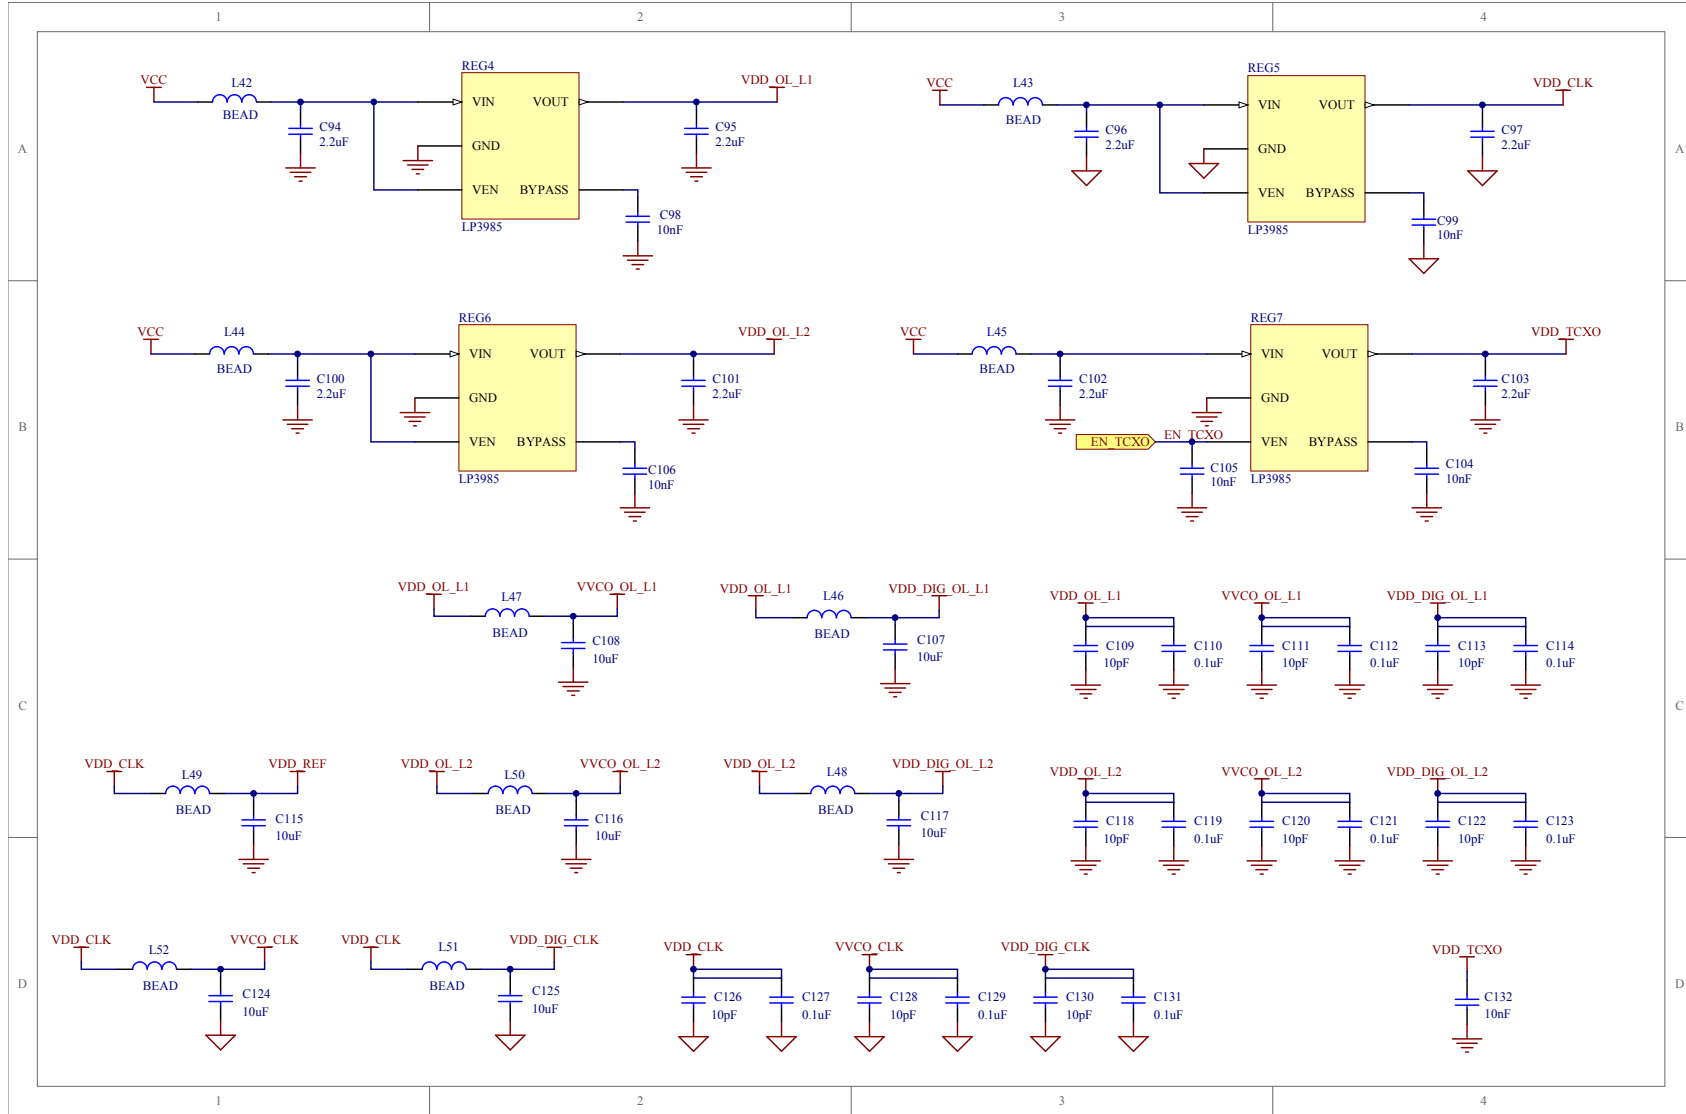 1 2 3 4
A A
REG4
VCC L42 VDD_OL_L1
BEAD
VIN VOUT
C94
2.2uF
C95
2.2uF
GND
VEN BYPASS
C98
10nF
LP3985
REG5
VCC L43 VDD_CLK
BEAD
VIN VOUT
C96
2.2uF
C97
2.2uF
GND
VEN BYPASS
C99
10nF
LP3985
B B
REG6
VCC L44 VDD_OL_L2
BEAD
VIN VOUT
C100
2.2uF
C101
2.2uF
GND
VEN BYPASS
C106
10nF
LP3985
REG7
VCC L45 VDD_TCXO
BEAD
VIN VOUT
C102
2.2uF
C103
2.2uF
GND
EN_TCXO EN_TCXO
VEN BYPASS
C105
10nF
C104
10nF
LP3985
C C
VDD_OL_L1 L47 VVCO_OL_L1
BEAD
C108
10uF
VDD_OL_L1 L46 VDD_DIG_OL_L1
BEAD
C107
10uF
VDD_OL_L1 VVCO_OL_L1 VDD_DIG_OL_L1
C109 C110 C111 C112 C113 C114
10pF 0.1uF 10pF 0.1uF 10pF 0.1uF
VDD_CLK L49 VDD_REF
BEAD
C115
10uF
VDD_OL_L2 L50 VVCO_OL_L2
BEAD
C116
10uF
VDD_OL_L2 L48 VDD_DIG_OL_L2
BEAD
C117
10uF
VDD_OL_L2 VVCO_OL_L2 VDD_DIG_OL_L2
C118 C119 C120 C121 C122 C123
10pF 0.1uF 10pF 0.1uF 10pF 0.1uF
D D
VDD_CLK L52 VVCO_CLK
BEAD
C124
10uF
VDD_CLK L51 VDD_DIG_CLK
BEAD
C125
10uF
VDD_CLK VVCO_CLK VDD_DIG_CLK
C126 C127 C128 C129 C130 C131
10pF 0.1uF 10pF 0.1uF 10pF 0.1uF
VDD_TCXO
C132
10nF
1 2 3 4